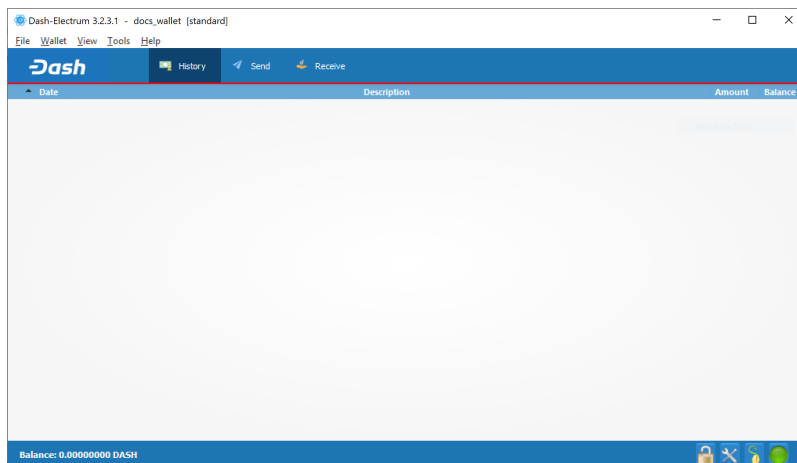 Dash-Electrum 3.2.3.1 - docs_wallet [standard]
File Wallet View Tools Help
Dash History Send Receive
Date Description Amount Balance
Balance: 0.00000000 DASH